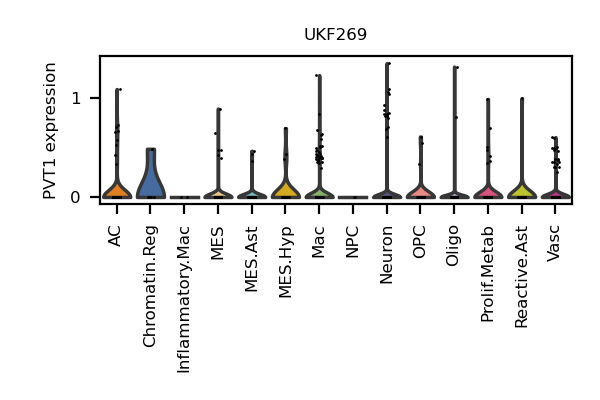 UKF269
PVT1 expression
1
0
AC
Chromatin.Reg
Inflammatory.Mac
MES
MES.Ast
MES.Hyp
Mac
NPC
Neuron
OPC
Oligo
Prolif.Metab
Reactive.Ast
Vasc